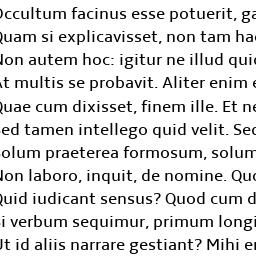 Occultum facinus esse potuerit, ga
Quam si explicavisset, non tam ha
Non autem hoc: igitur ne illud qui
At multis se probavit. Aliter enim
Quae cum dixisset, finem ille. Et ne
Sed tamen intellego quid velit.
Solum praeterea formosum, solum
Non laboro, inquit, de nomine. Quo
Quid iudicant sensus? Quod cum d
Si verbum sequimur, primum longi
Ut id aliis narrare gestiant? Mihi